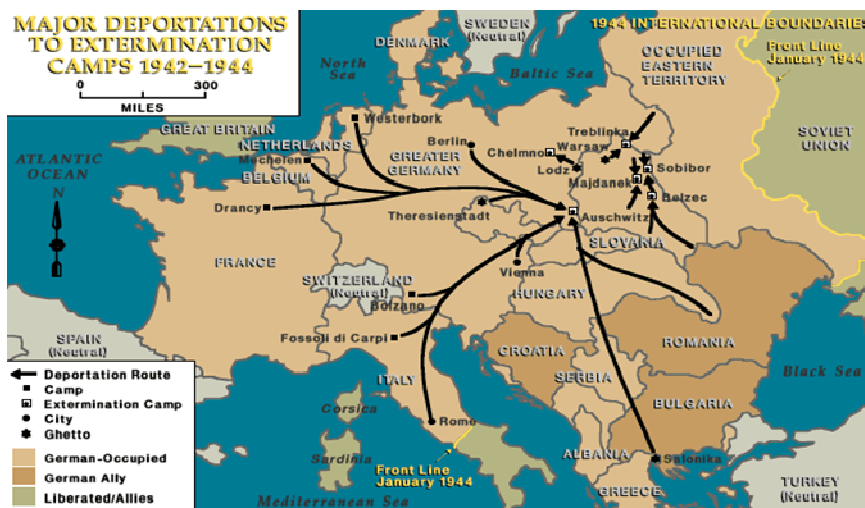 MAJOR DEPORTATIONS
TO EXTERMINATION
CAMPS 1942–1944
0 300
MILES
SWEDEN
(Neutral)
1944 INTERNATIONAL BOUNDARIES
Front Line
January 1944
DENMARK
North
Sea
Baltic Sea
OCCUPIED
EASTERN
TERRITORY
SOVIET
UNION
GREAT BRITAIN
Westerbork
NETHERLANDS
Mechelen
BELGIUM
Berlin
GREATER
GERMANY
Chelmno
Treblinka
Warsaw
Lodz
Sobibor
Majdanek
Belzec
ATLANTIC
OCEAN
N
Drancy
Theresienstadt
Auschwitz
SLOVANIA
FRANCE
Vienna
SWITZERLAND
(Neutral)
Bolzano
HUNGARY
Fossoli di Carpi
SPAIN
(Neutral)
CROATIA
ROMANIA
SERBIA
Black Sea
ITALY
BULGARIA
Corsica
Rome
Sardinia
ALBANIA
Salonika
Front Line
January 1944
GREECE
TURKEY
(Neutral)
Mediterranean Sea
Deportation Route
Camp
Extermination Camp
City
Ghetto
German-Occupied
German Ally
Liberated/Allies